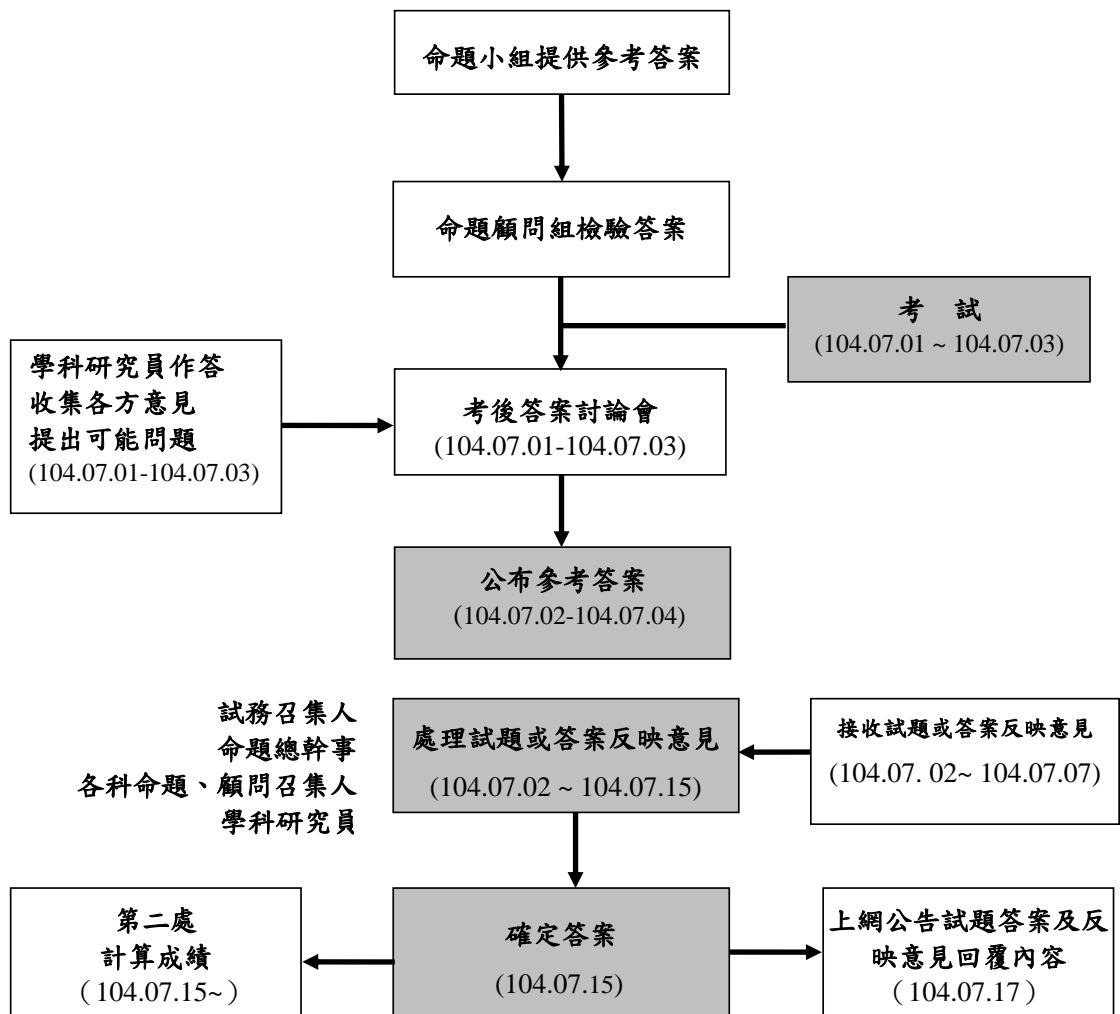 命題小組提供參考答案
命題顧問組檢驗答案
考 試
(104.07.01 ~ 104.07.03)
學科研究員作答
收集各方意見
提出可能問題
(104.07.01-104.07.03)
考後答案討論會
(104.07.01-104.07.03)
公布參考答案
(104.07.02-104.07.04)
試務召集人
命題總幹事
各科命題、顧問召集人
學科研究員
處理試題或答案反映意見
(104.07.02 ~ 104.07.15)
接收試題或答案反映意見
(104.07. 02~ 104.07.07)
第二處
計算成績
(104.07.15~)
確定答案
(104.07.15)
上網公告試題答案及反
映意見回覆內容
(104.07.17)